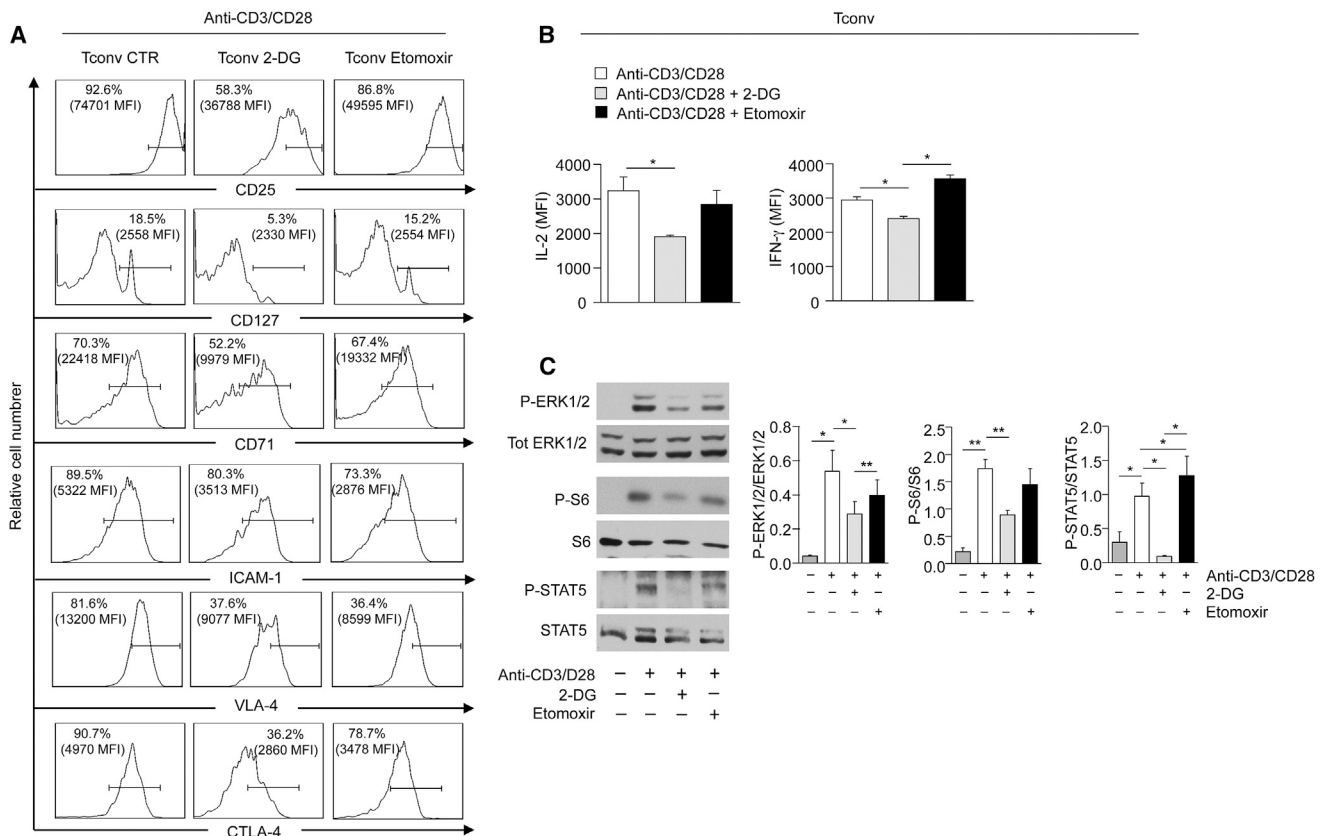 A
Anti-CD3/CD28
Tconv CTR
Tconv 2-DG
Tconv Etomoxir
92.6%
(74701 MFI)
58.3%
(36788 MFI)
86.8%
(49595 MFI)
CD25
18.5%
(2558 MFI)
5.3%
(2330 MFI)
15.2%
(2554 MFI)
CD127
70.3%
(22418 MFI)
52.2%
(9979 MFI)
67.4%
(19332 MFI)
CD71
89.5%
(5322 MFI)
80.3%
(3513 MFI)
73.3%
(2876 MFI)
ICAM-1
81.6%
(13200 MFI)
37.6%
(9077 MFI)
36.4%
(8599 MFI)
VLA-4
90.7%
(4970 MFI)
36.2%
(2860 MFI)
78.7%
(3478 MFI)
CTLA-4
Relative cell numbrer
B
Tconv
Anti-CD3/CD28
Anti-CD3/CD28 + 2-DG
Anti-CD3/CD28 + Etomoxir
IL-2 (MFI)
4000
3000
2000
1000
0
*
IFN-γ (MFI)
4000
3000
2000
1000
0
*
*
C
P-ERK1/2
Tot ERK1/2
P-S6
S6
P-STAT5
STAT5
Anti-CD3/D28 – + + +
2-DG – – + –
Etomoxir – – – +
P-ERK1/2/ERK1/2
0.8
0.6
0.4
0.2
0.0
*
*
**
– + + +
– – + –
– – – +
P-S6/S6
2.5
2.0
1.5
1.0
0.5
0.0
**
**
– + + +
– – + –
– – – +
P-STAT5/STAT5
2.0
1.5
1.0
0.5
0.0
*
*
*
*
– + + + Anti-CD3/CD28
– – + – 2-DG
– – – + Etomoxir